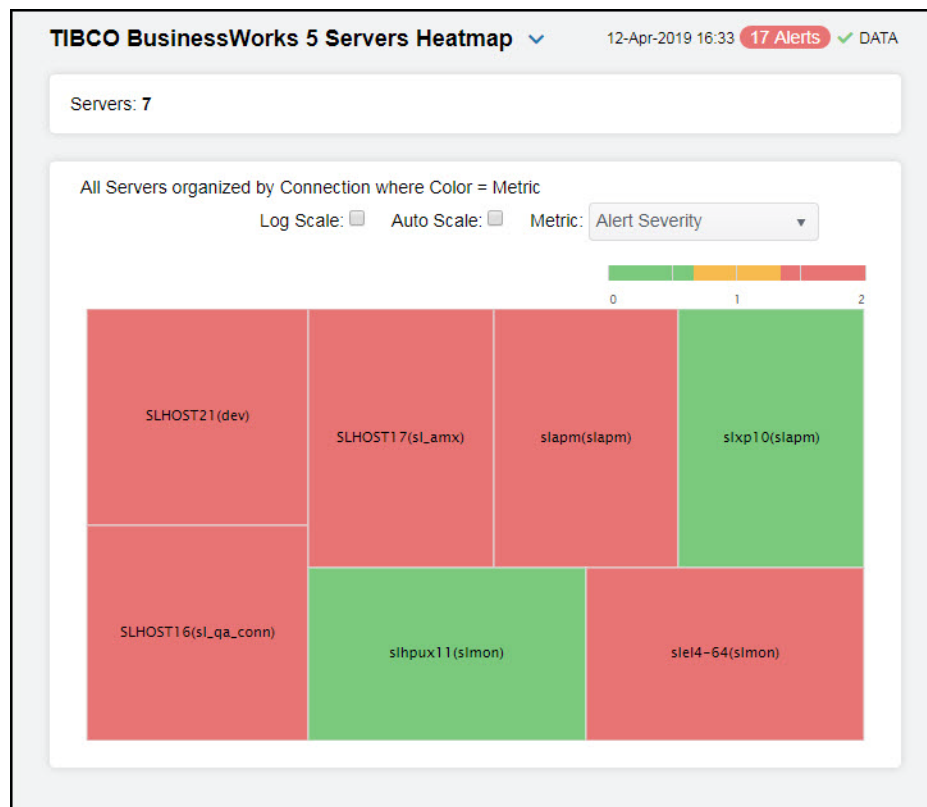 TIBCO BusinessWorks 5 Servers Heatmap 12-Apr-2019 16:33 17 Alerts DATA
Servers: 7
All Servers organized by Connection where Color = Metric
Log Scale: Auto Scale: Metric: Alert Severity
0 1 2
SLHOST21(dev)
SLHOST17(sl_amx) slapm(slapm) slxp10(slapm)
SLHOST16(sl_qa_conn)
slhpux11(slmon) slel4-64(slmon)